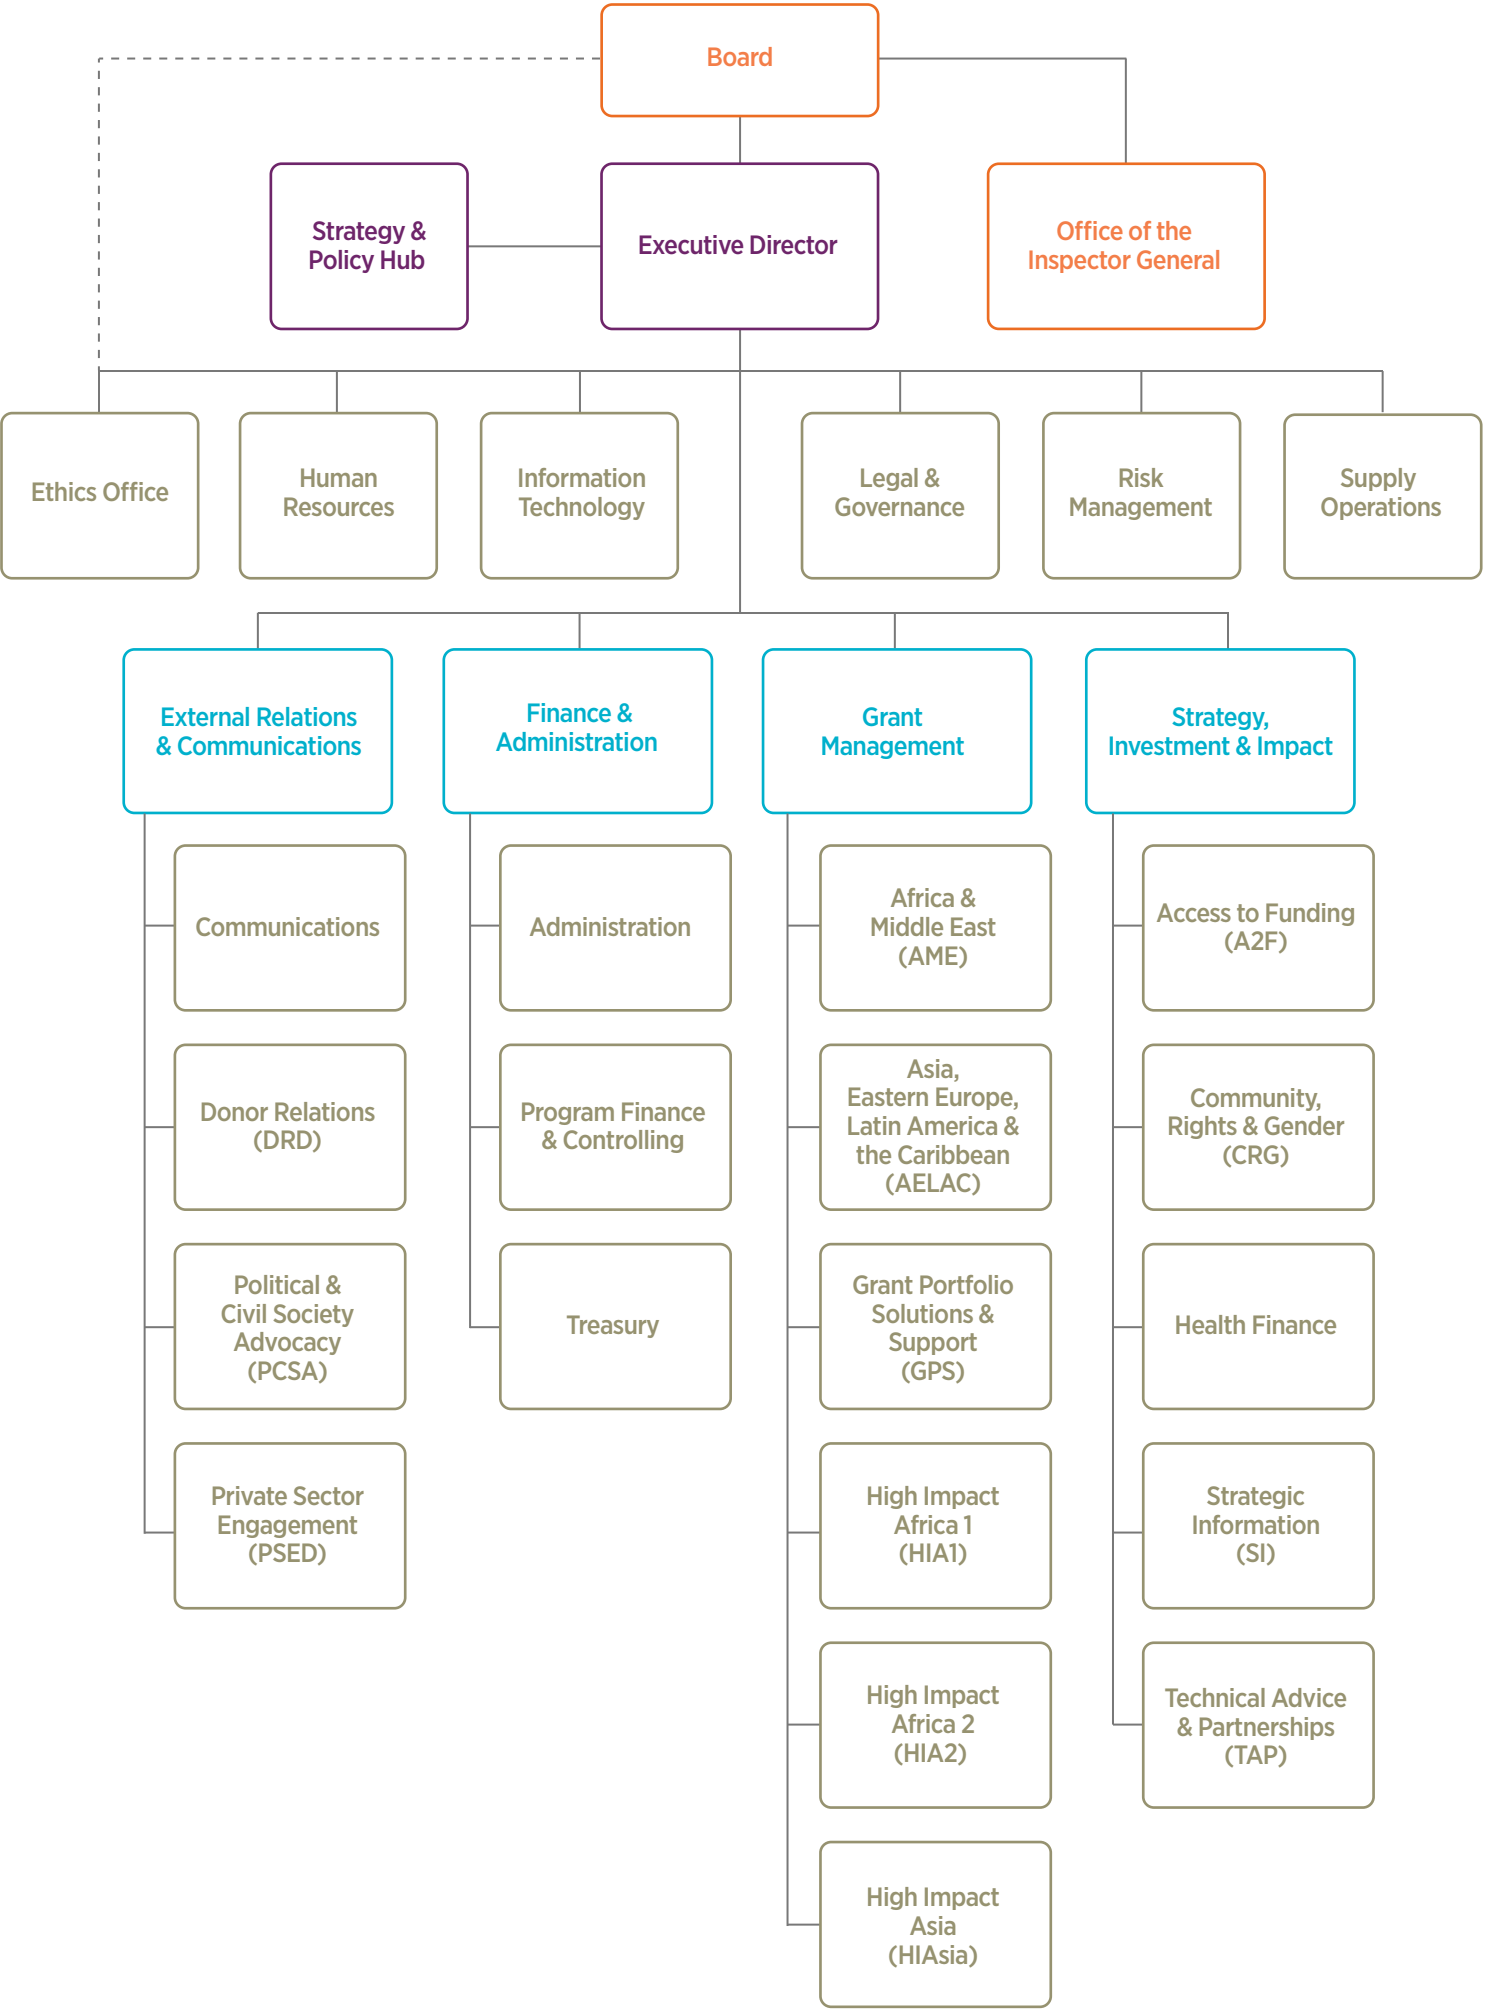 Board
Strategy &
Policy Hub
Executive Director
Office of the
Inspector General
Ethics Office
Human
Resources
Information
Technology
Legal &
Governance
Risk
Management
Supply
Operations
External Relations
& Communications
Finance &
Administration
Grant
Management
Strategy,
Investment & Impact
Communications
Donor Relations
(DRD)
Political &
Civil Society
Advocacy
(PCSA)
Private Sector
Engagement
(PSED)
Administration
Program Finance
& Controlling
Treasury
Africa &
Middle East
(AME)
Asia,
Eastern Europe,
Latin America &
the Caribbean
(AELAC)
Grant Portfolio
Solutions &
Support
(GPS)
High Impact
Africa 1
(HIA1)
High Impact
Africa 2
(HIA2)
High Impact
Asia
(HIAsia)
Access to Funding
(A2F)
Community,
Rights & Gender
(CRG)
Health Finance
Strategic
Information
(SI)
Technical Advice
& Partnerships
(TAP)